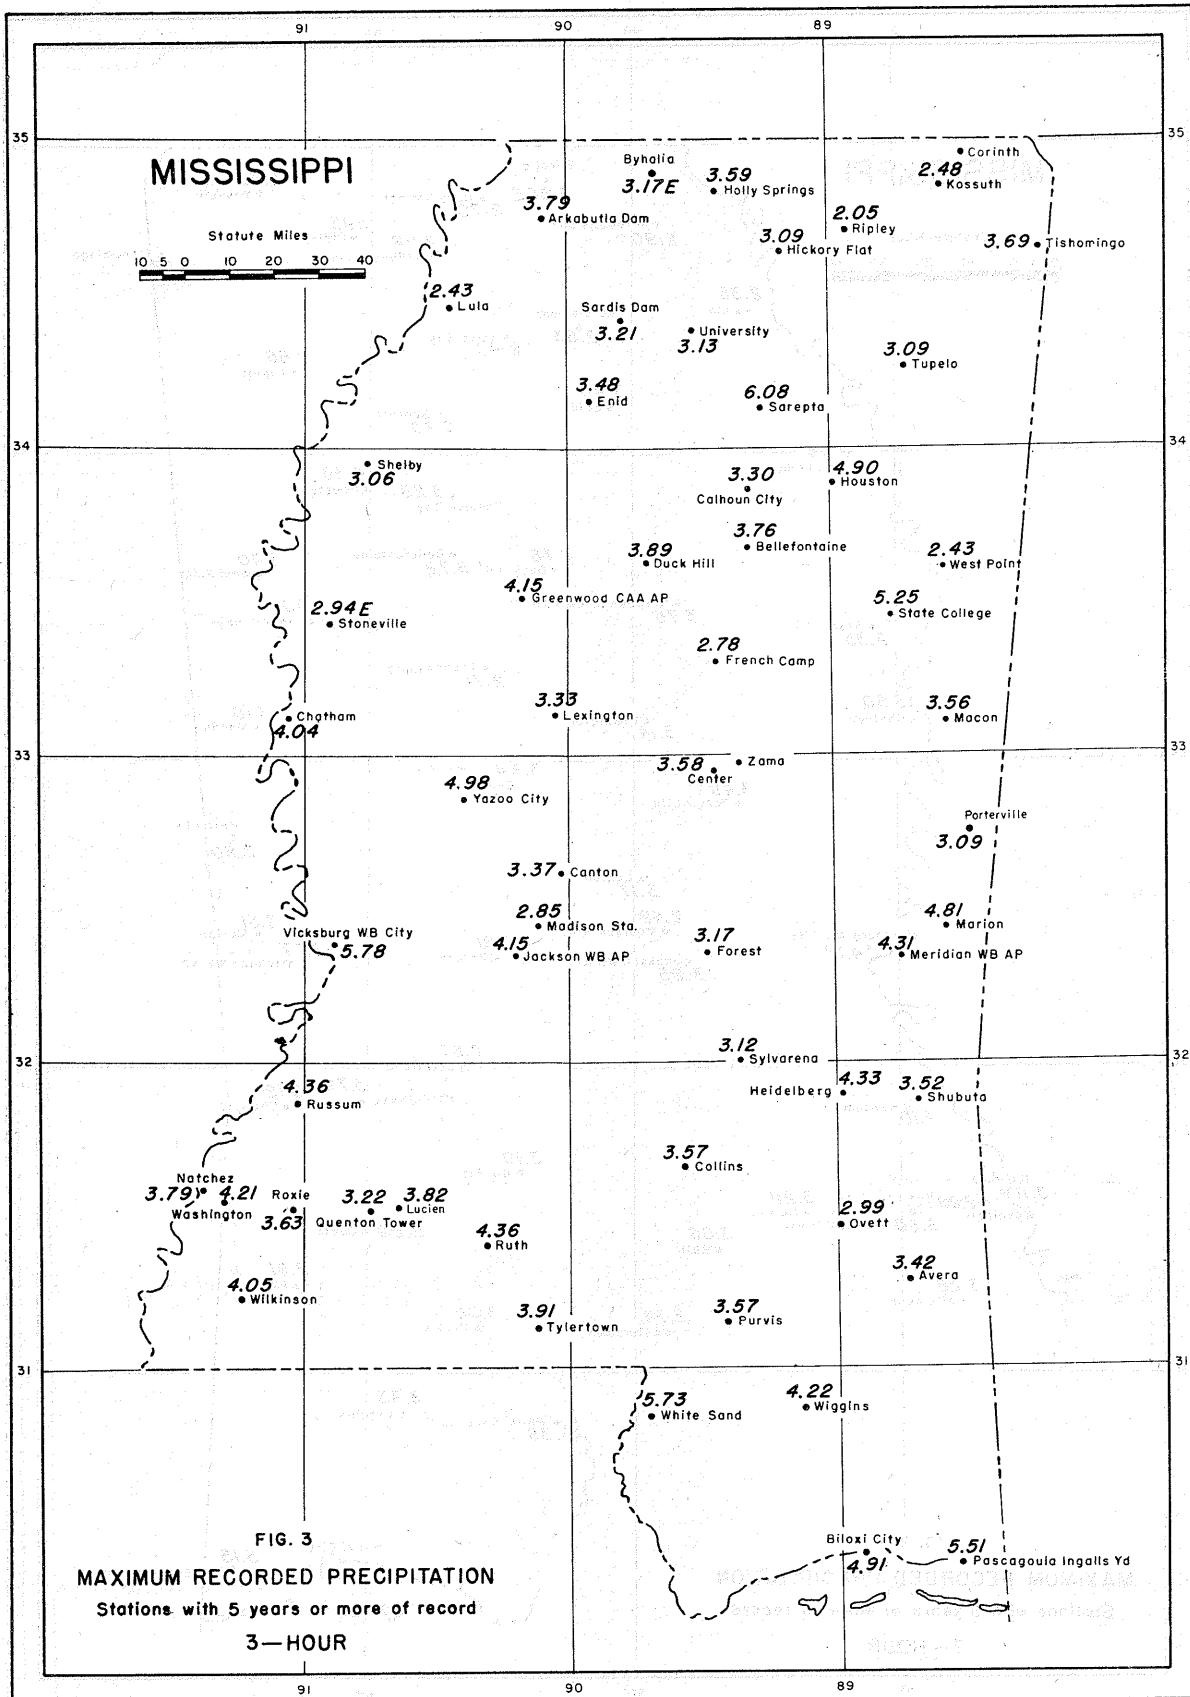 91 90 89
35 35
MISSISSIPPI
Statute Miles
10 5 0 10 20 30 40
Corinth
Byhalia
3.17E
3.59
Holly Springs
2.48
Kossuth
3.79
Arkabutla Dam
2.05
Ripley
3.09
Hickory Flat
3.69 Tishomingo
2.43
Lula
Sardis Dam
3.21
University
3.13
3.09
Tupelo
3.48
Enid
6.08
Sarepta
34 34
Shelby
3.06
3.30
Calhoun City
4.90
Houston
3.76
Bellefontaine
3.89
Duck Hill
2.43
West Point
4.15
Greenwood CAA AP
5.25
State College
2.94E
Stoneville
2.78
French Camp
Chatham
4.04
3.33
Lexington
3.56
Macon
33 33
3.58
Center
Zama
4.98
Yazoo City
Porterville
3.09
3.37 Canton
2.85
Madison Sta.
4.81
Marion
Vicksburg WB City
5.78
4.15
Jackson WB AP
3.17
Forest
4.31
Meridian WB AP
32 32
3.12
Sylvarena
4.36
Russum
Heidelberg 4.33
3.52
Shubuta
3.57
Collins
Natchez
3.79
4.21
Washington
Roxie
3.63
3.22
Quenton Tower
3.82
Lucien
2.99
Ovett
4.36
Ruth
3.42
Avera
4.05
Wilkinson
3.91
Tylertown
3.57
Purvis
31 31
5.73
White Sand
4.22
Wiggins
Biloxi City
4.91
5.51
Pascagoula Ingalls Yd
FIG. 3
MAXIMUM RECORDED PRECIPITATION
Stations with 5 years or more of record
3-HOUR
91 90 89